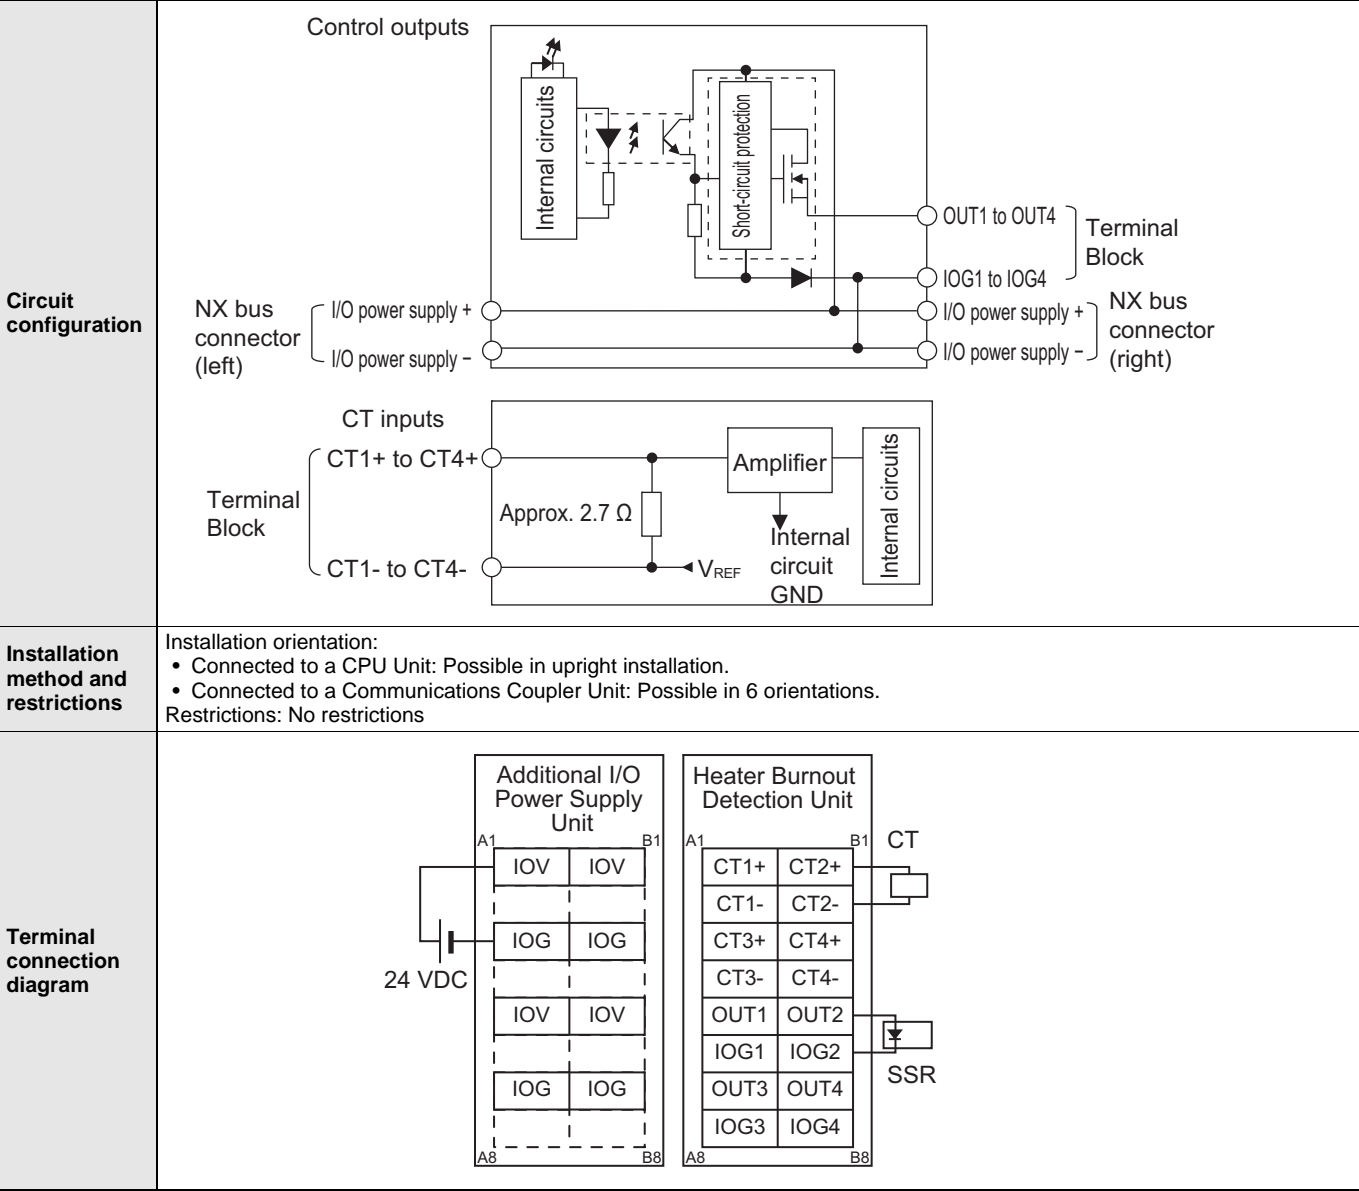 Circuit
configuration
Control outputs
Internal circuits
Short-circuit protection
OUT1 to OUT4
IOG1 to IOG4
Terminal
Block
NX bus
connector
(left)
I/O power supply +
I/O power supply −
I/O power supply +
I/O power supply −
NX bus
connector
(right)
CT inputs
Terminal
Block
CT1+ to CT4+
CT1- to CT4-
Approx. 2.7 Ω
VREF
Amplifier
Internal
circuit
GND
Internal circuits
Installation
method and
restrictions
Installation orientation:
• Connected to a CPU Unit: Possible in upright installation.
• Connected to a Communications Coupler Unit: Possible in 6 orientations.
Restrictions: No restrictions
Terminal
connection
diagram
24 VDC
Additional I/O
Power Supply
Unit
A1 B1
IOV IOV
IOG IOG
IOV IOV
IOG IOG
A8 B8
Heater Burnout
Detection Unit
A1 B1
CT1+ CT2+
CT1- CT2-
CT3+ CT4+
CT3- CT4-
OUT1 OUT2
IOG1 IOG2
OUT3 OUT4
IOG3 IOG4
A8 B8
CT
SSR